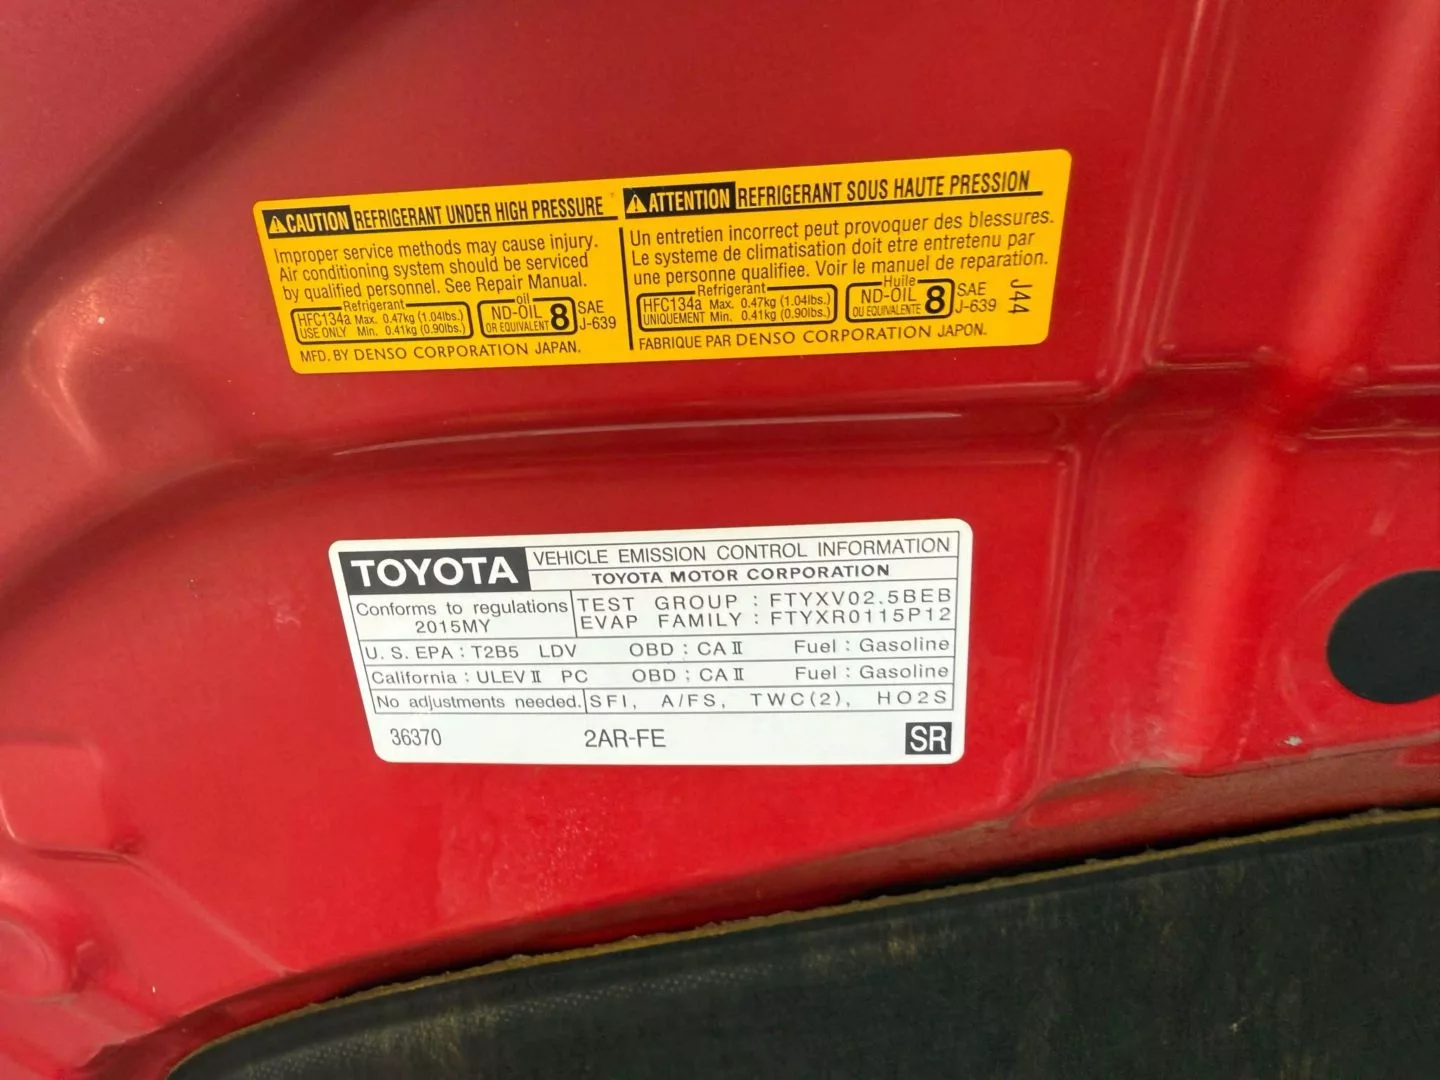 CAUTION REFRIGERANT UNDER HIGH PRESSURE
Improper service methods may cause injury.
Air conditioning system should be serviced
by qualified personnel. See Repair Manual.
Refrigerant
HFC134a Max. 0.47kg (1.04lbs.)
USE ONLY Min. 0.41kg (0.90lbs.)
oil
ND-OIL 8
OR EQUIVALENT
SAE
J-639
MFD. BY DENSO CORPORATION JAPAN.
ATTENTION REFRIGERANT SOUS HAUTE PRESSION
Un entretien incorrect peut provoquer des blessures.
Le systeme de climatisation doit etre entretenu par
une personne qualifiee. Voir le manuel de reparation.
Refrigerant
HFC134a Max. 0.47kg (1.04lbs.)
UNIQUEMENT Min. 0.41kg (0.90lbs.)
Huile
ND-OIL 8
OU EQUIVALENTE
SAE
J-639
FABRIQUE PAR DENSO CORPORATION JAPON.
J44
TOYOTA
VEHICLE EMISSION CONTROL INFORMATION
TOYOTA MOTOR CORPORATION
Conforms to regulations
2015MY
TEST GROUP : FTYXV02.5BEB
EVAP FAMILY : FTYXR0115P12
U.S. EPA : T2B5 LDV OBD : CA II Fuel : Gasoline
California : ULEV II PC OBD : CA II Fuel : Gasoline
No adjustments needed. SFI, A/FS, TWC(2), HO2S
36370 2AR-FE SR